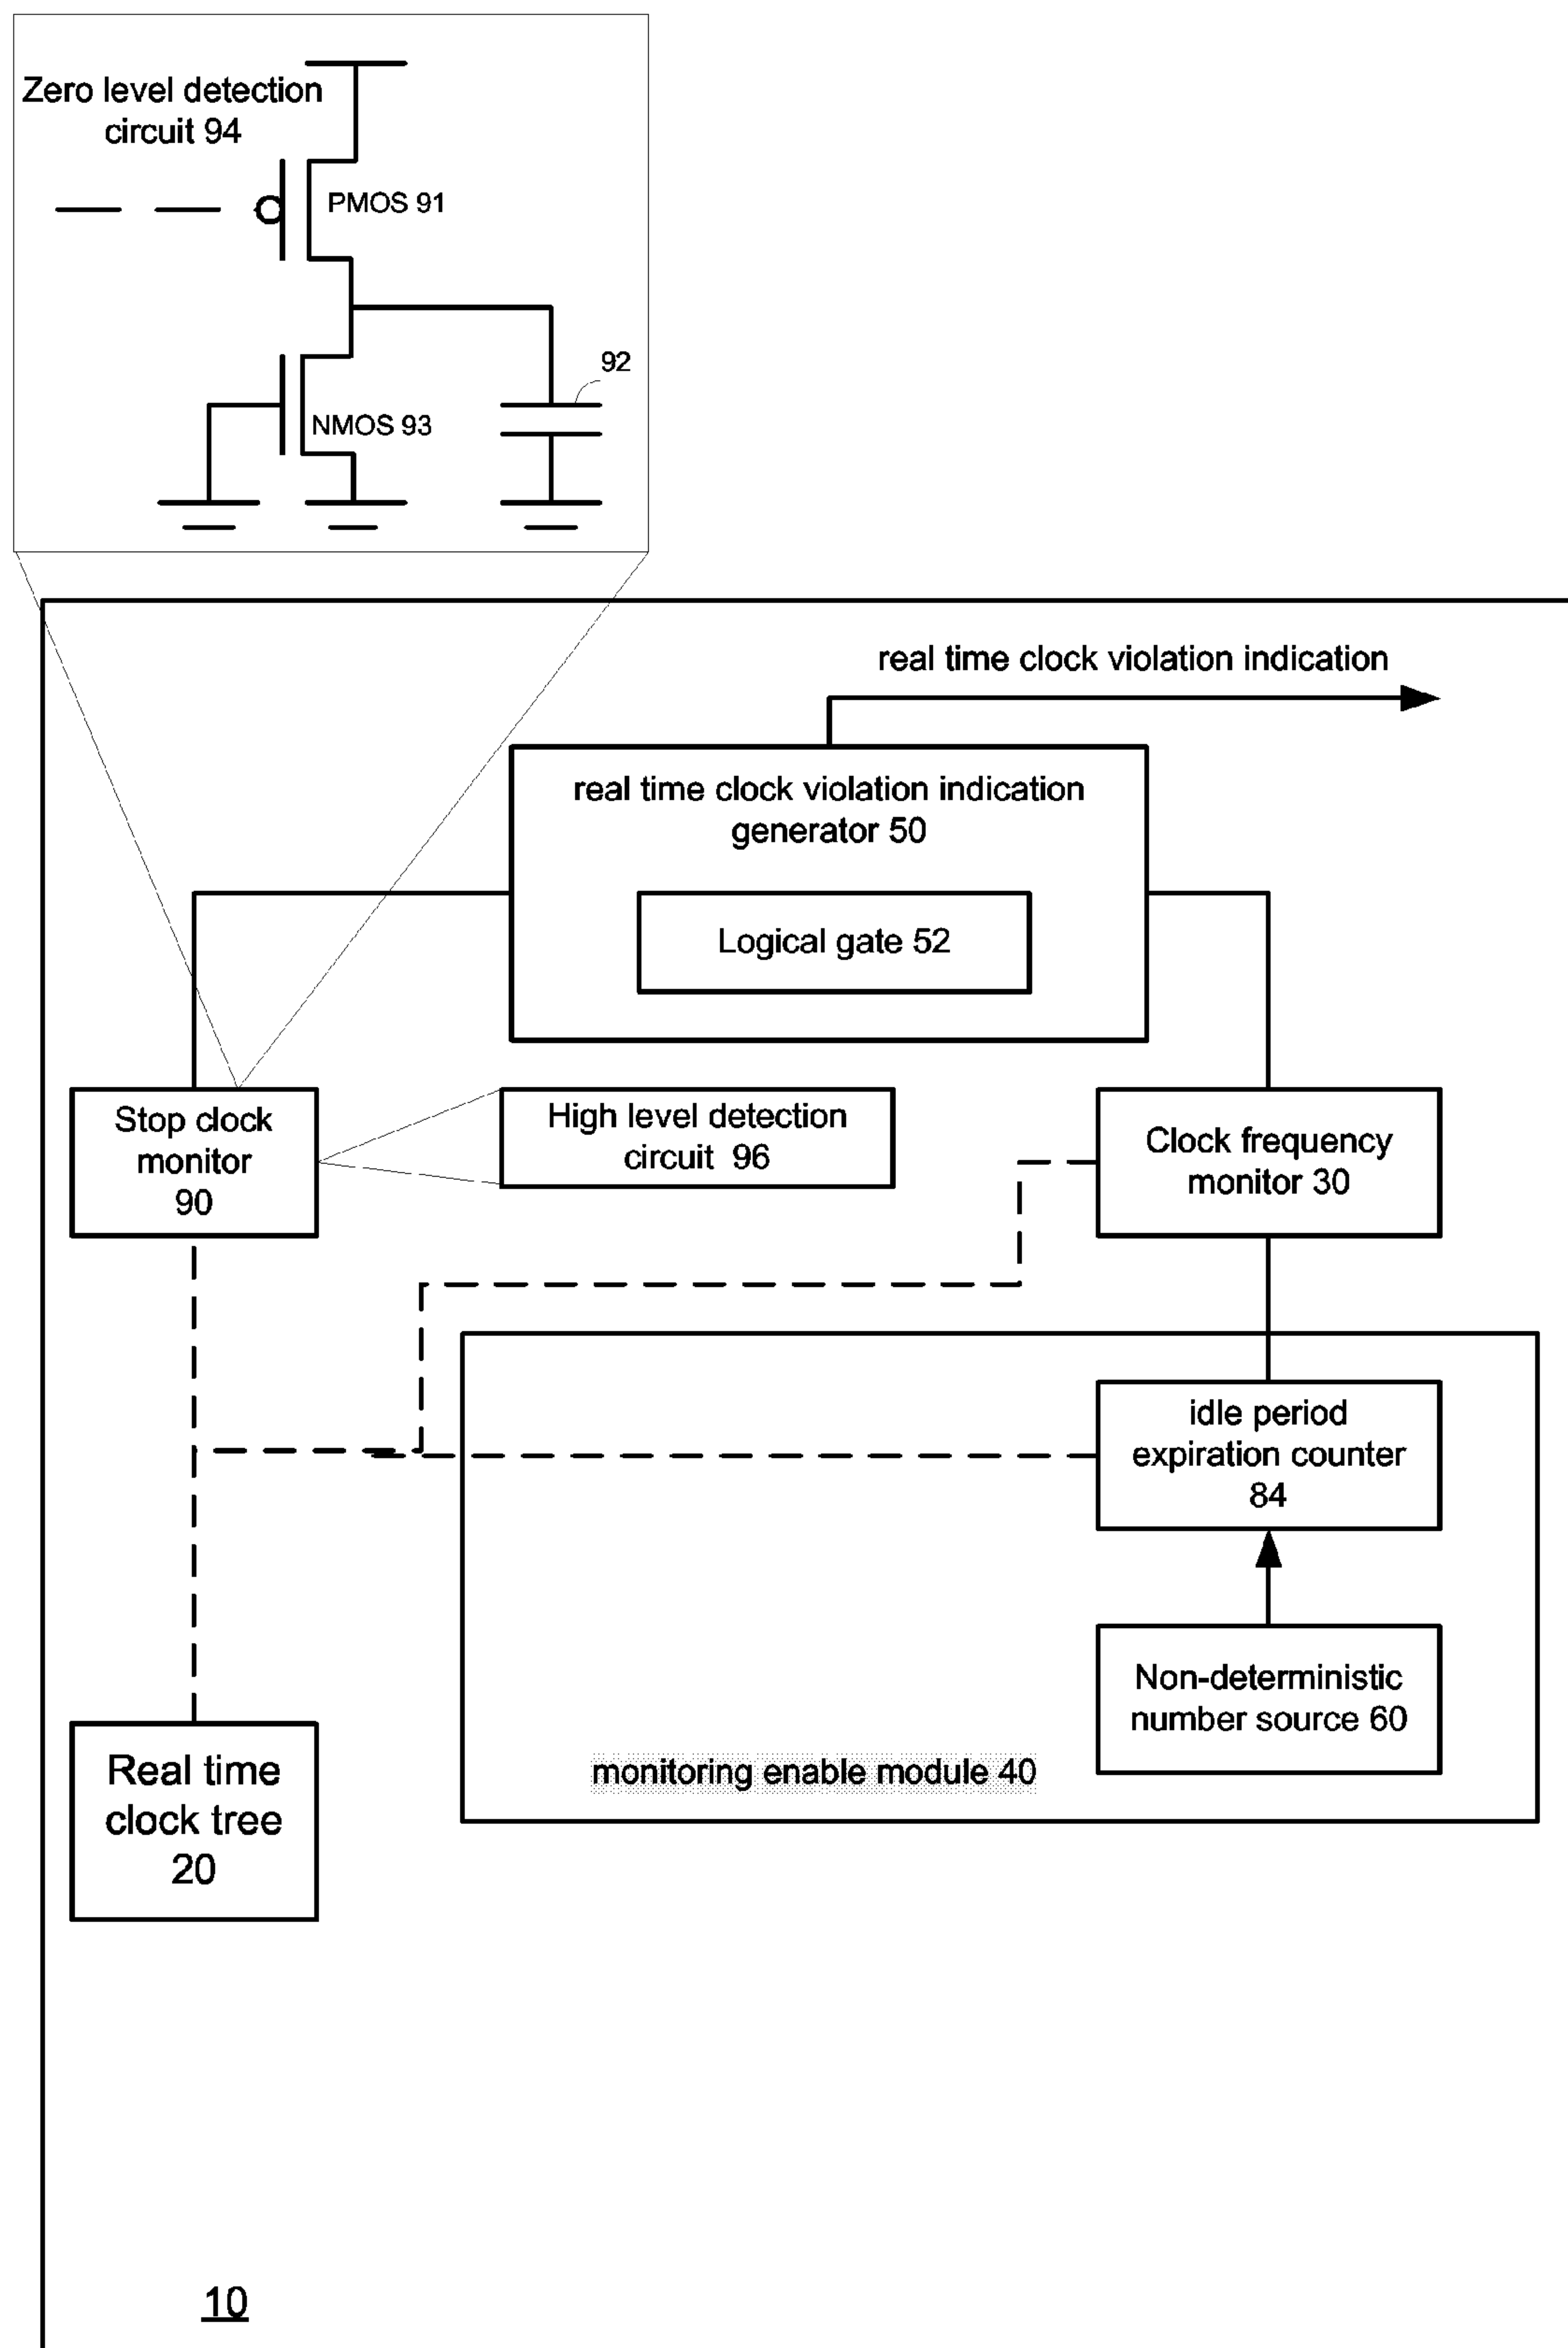 Zero level detection
circuit 94
PMOS 91
92
NMOS 93
real time clock violation indication
real time clock violation indication
generator 50
Logical gate 52
Stop clock
monitor
90
High level detection
circuit 96
Clock frequency
monitor 30
idle period
expiration counter
84
Non-deterministic
number source 60
monitoring enable module 40
Real time
clock tree
20
10